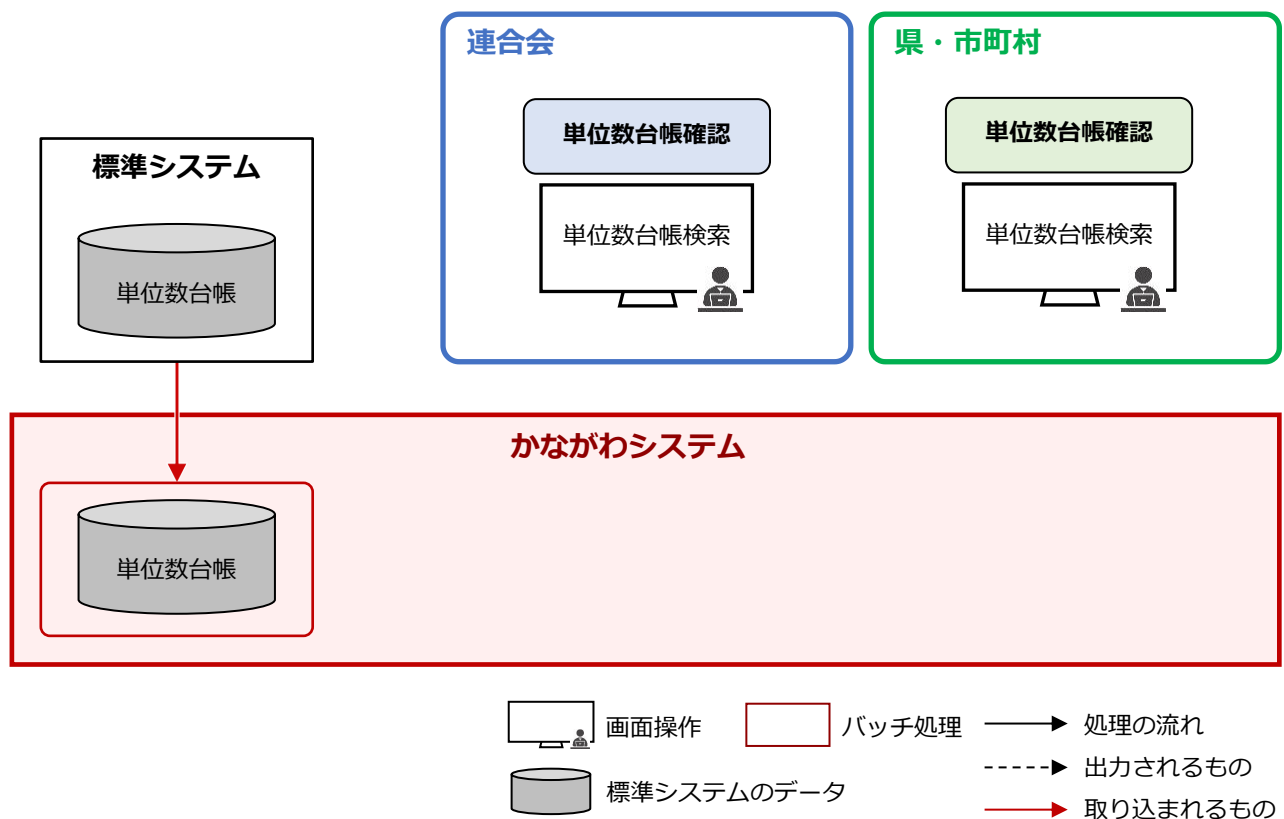 連合会
県・市町村
単位数台帳確認
単位数台帳確認
標準システム
単位数台帳検索
単位数台帳検索
単位数台帳
かながわシステム
単位数台帳
画面操作
バッチ処理
処理の流れ
出力されるもの
標準システムのデータ
取り込まれるもの